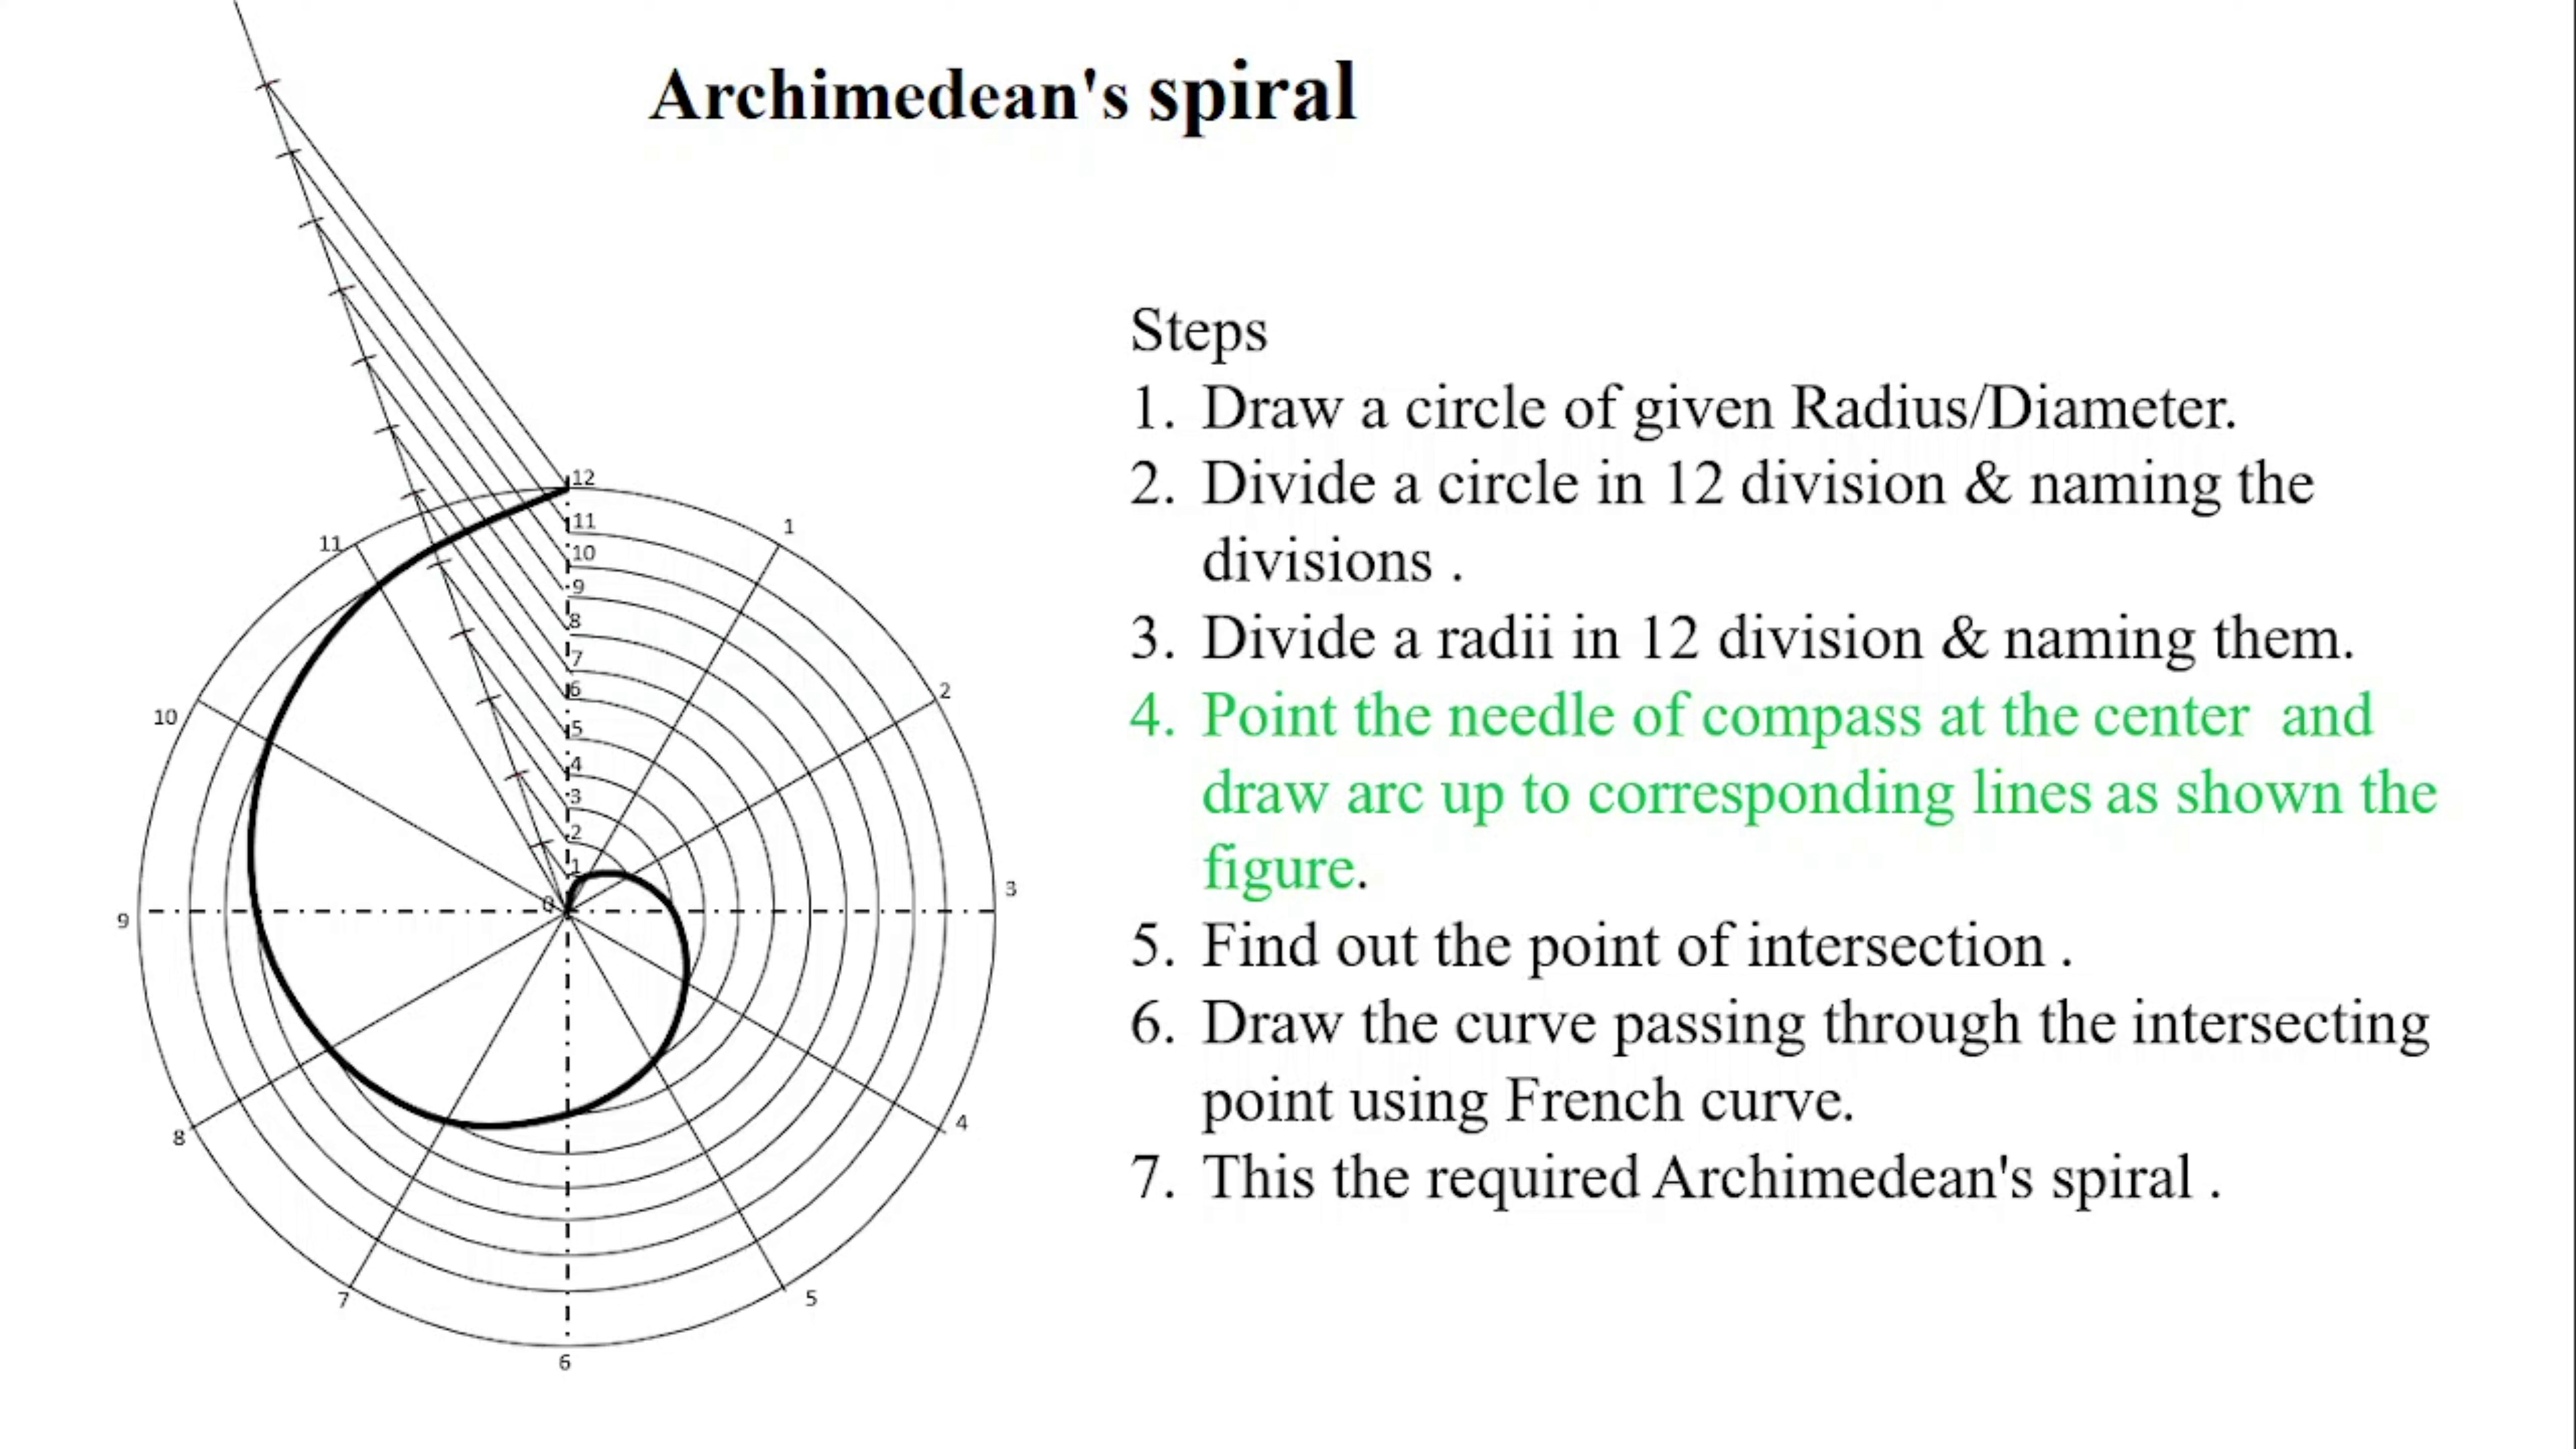 Archimedean's spiral
Steps
1. Draw a circle of given Radius/Diameter.
2. Divide a circle in 12 division & naming the
divisions .
3. Divide a radii in 12 division & naming them.
4. Point the needle of compass at the center  and
draw arc up to corresponding lines as shown the
figure.
5. Find out the point of intersection .
6. Draw the curve passing through the intersecting
point using French curve.
7. This the required Archimedean's spiral .
12
11
10
9
8
7
6
5
4
3
2
1
0
1
2
3
4
5
6
7
8
9
10
11